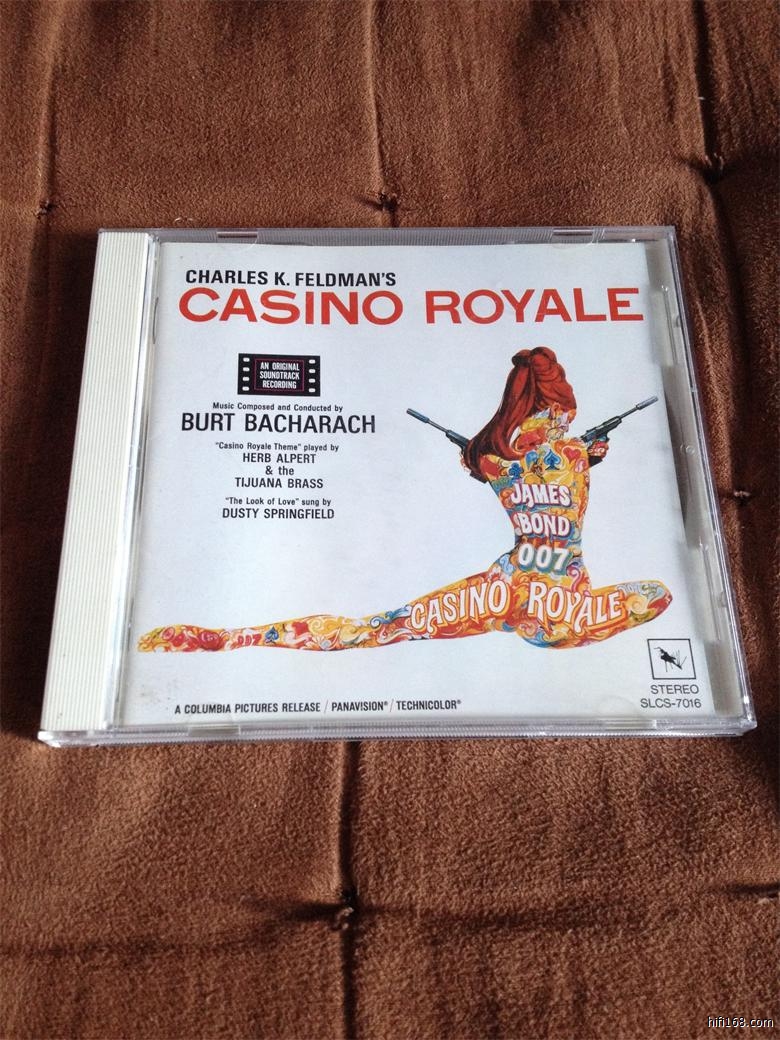 CHARLES K. FELDMAN'S
CASINO ROYALE
AN ORIGINAL
SOUNDTRACK
RECORDING
Music Composed and Conducted by
BURT BACHARACH
"Casino Royale Theme" played by
HERB ALPERT
& the
TIJUANA BRASS
"The Look of Love" sung by
DUSTY SPRINGFIELD
JAMES
BOND
007
CASINO ROYALE
007
A COLUMBIA PICTURES RELEASE / PANAVISION® / TECHNICOLOR®
STEREO
SLCS-7016
hifi168.com